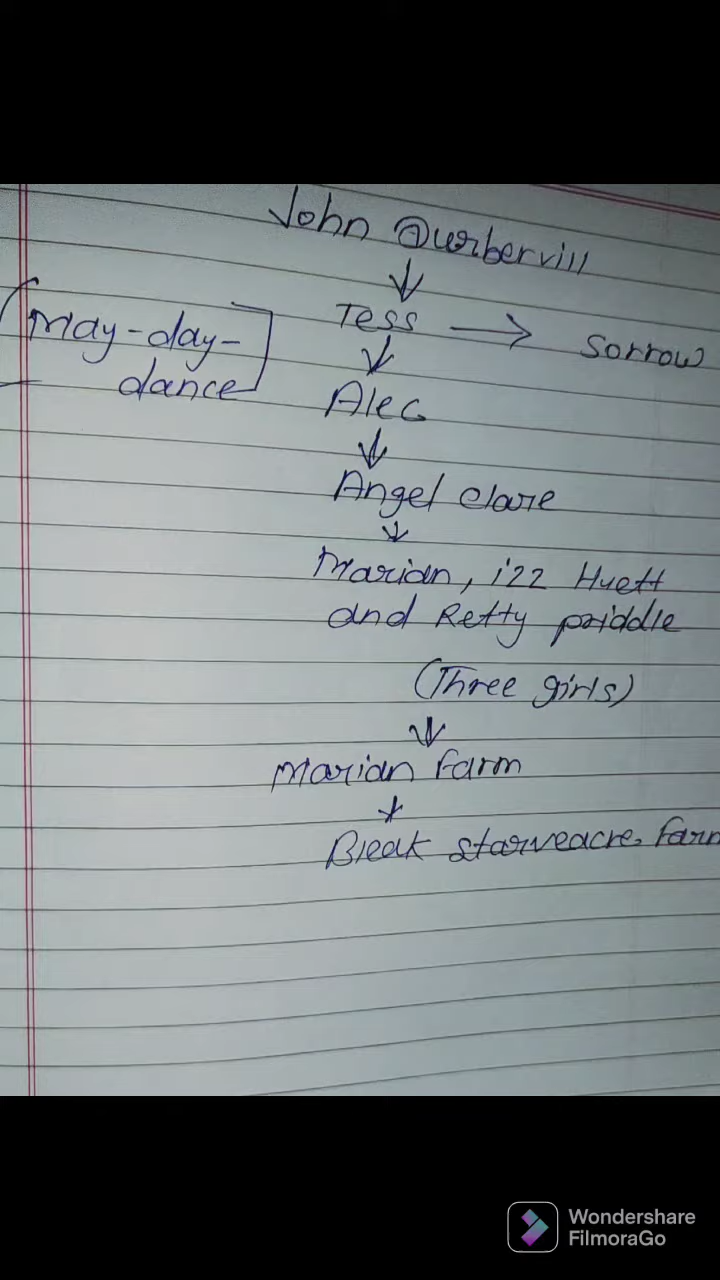 John Durbervill
↓
Tess → Sorrow
[May-day-
dance]
↓
Alec
↓
Angel Clare
↓
Marian, izz Huett
and Retty priddle
(Three girls)
↓
Marian Farm
↓
Bleak starveacre. Farm
Wondershare
FilmoraGo